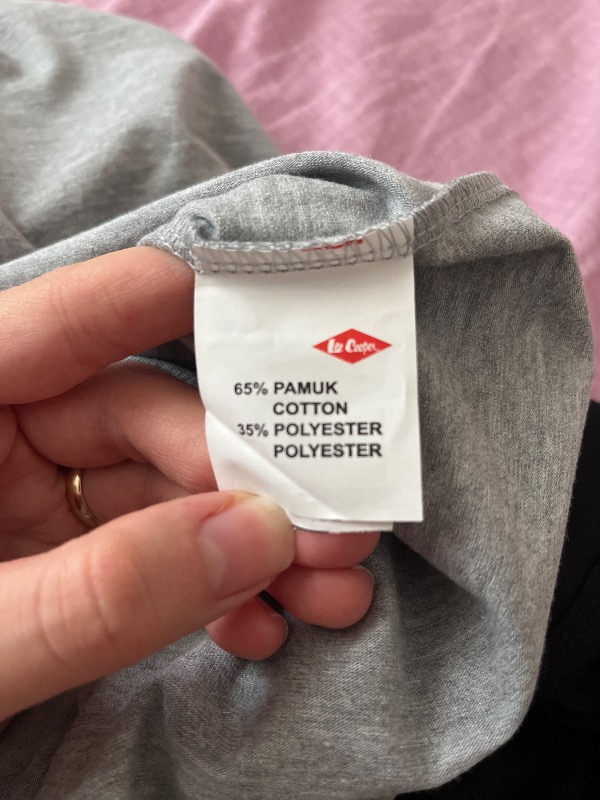 Lee Cooper
65% PAMUK
COTTON
35% POLYESTER
POLYESTER